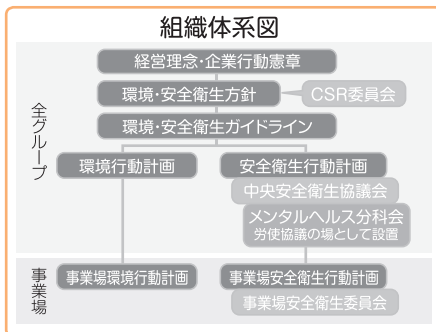 組織体系図
全グループ
経営理念・企業行動憲章
環境・安全衛生方針
CSR委員会
環境・安全衛生ガイドライン
環境行動計画
安全衛生行動計画
中央安全衛生協議会
メンタルヘルス分科会
労使協議の場として設置
事業場
事業場環境行動計画
事業場安全衛生行動計画
事業場安全衛生委員会